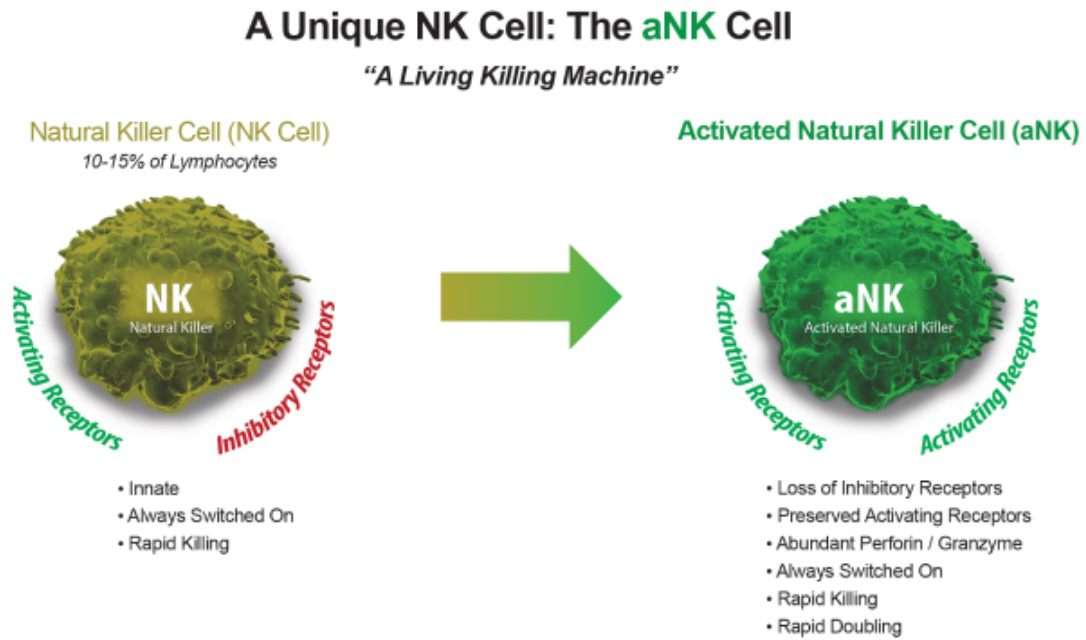 A Unique NK Cell: The aNK Cell
“A Living Killing Machine”
Natural Killer Cell (NK Cell)
10-15% of Lymphocytes
NK
Natural Killer
Activating Receptors
Inhibitory Receptors
• Innate
• Always Switched On
• Rapid Killing
Activated Natural Killer Cell (aNK)
aNK
Activated Natural Killer
Activating Receptors
Activating Receptors
• Loss of Inhibitory Receptors
• Preserved Activating Receptors
• Abundant Perforin / Granzyme
• Always Switched On
• Rapid Killing
• Rapid Doubling